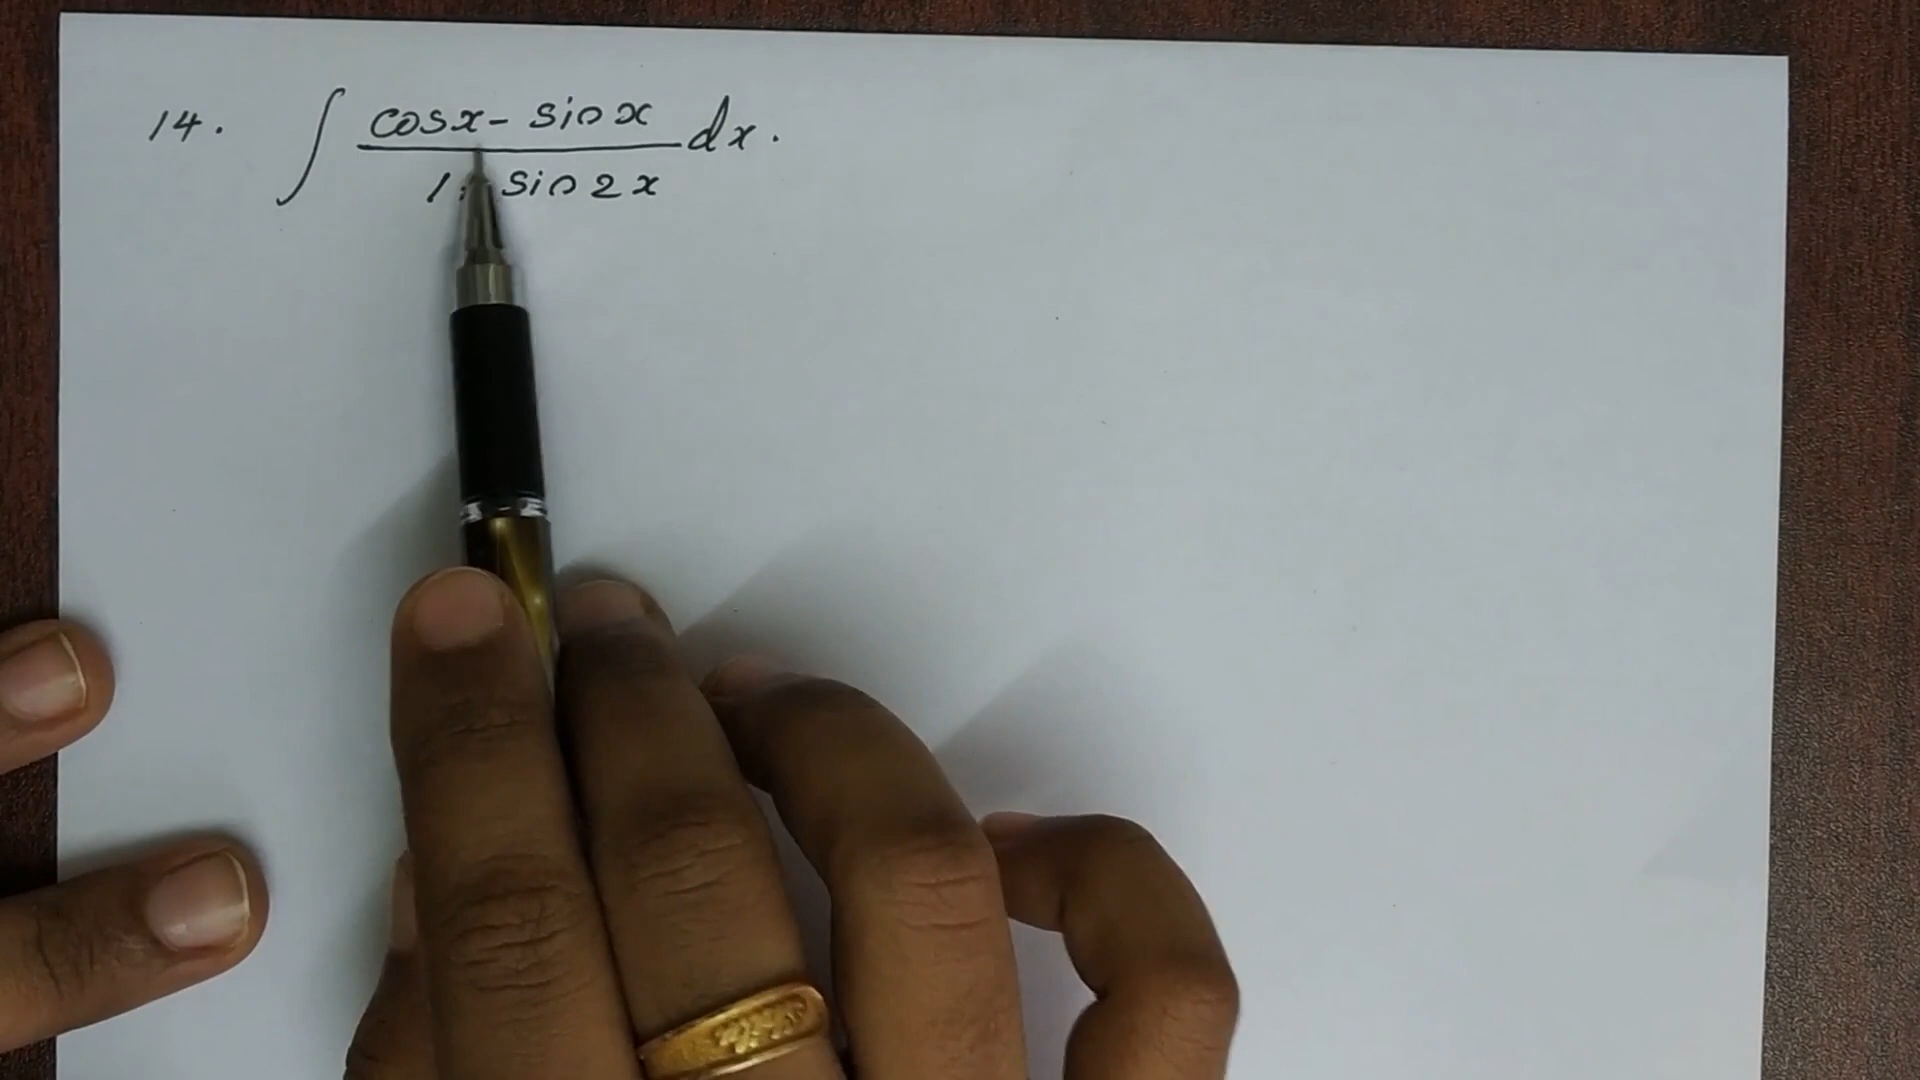 14. ∫ cosx - sinx / 1 sin2x dx.